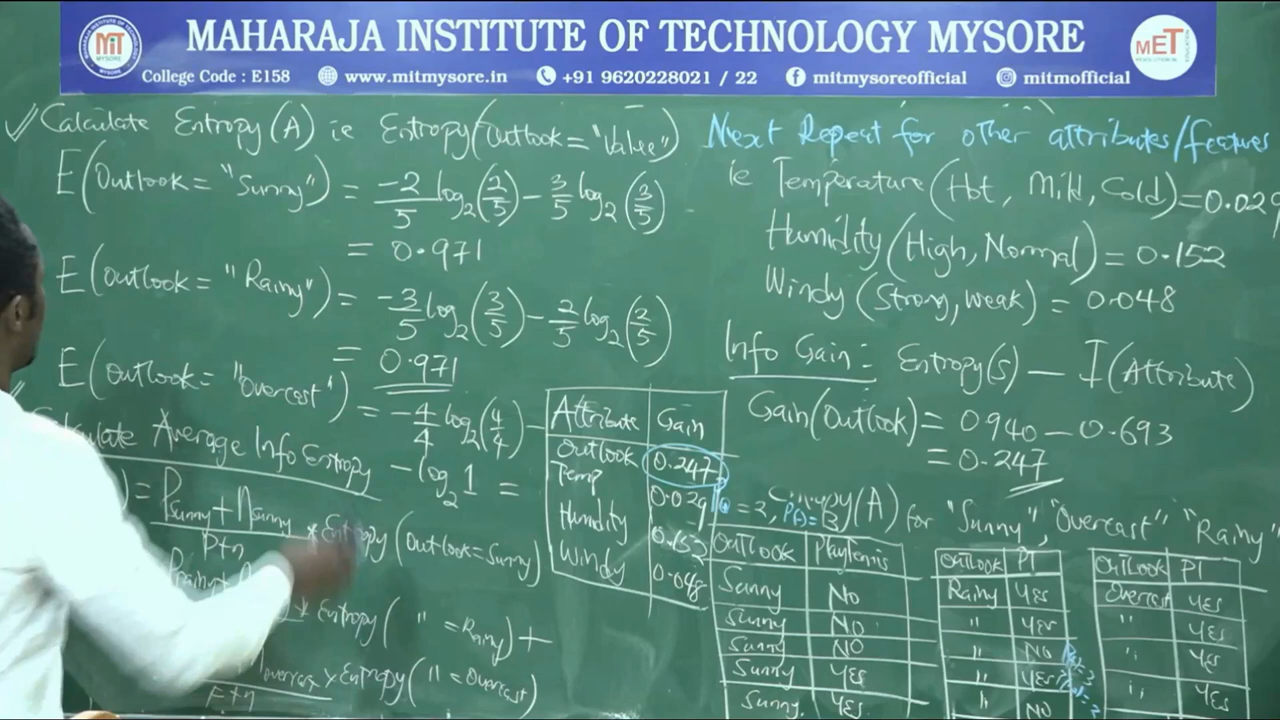 MAHARAJA INSTITUTE OF TECHNOLOGY MYSORE
College Code : E158 www.mitmysore.in +91 9620228021 / 22 mitmysoreofficial mitmofficial
MiT
MYSORE
MET
Calculate Entropy(A) ie Entropy(Outlook="Value")
E(Outlook= "Sunny") = -2/5 log2(2/5) - 3/5 log2(3/5)
= 0.971
E(Outlook= "Rainy") = -3/5 log2(3/5) - 2/5 log2(2/5)
= 0.971
E(Outlook= "Overcast") = -4/4 log2(4/4) -
- log2 1 =
Average Info Entropy
) = Psunny+nsunny / P+n * Entropy(Outlook=Sunny)
* Entropy( " = Rainy) +
overcast * Entropy( " = Overcast)
P+n
Attribute Gain
Outlook 0.247
Temp 0.029
Humidity 0.152
Windy 0.048
Next Repeat for other attributes/features
ie Temperature(Hot, Mild, Cold)=0.029
Humidity(High, Normal) = 0.152
Windy (Strong, weak) = 0.048
Info Gain:- Entropy(s) - I(Attribute)
Gain(Outlook) = 0.940 - 0.693
= 0.247
(A) for "Sunny", "Overcast" "Rainy"
Outlook Playtennis
Sunny NO
Sunny NO
Sunny NO
Sunny YES
Sunny YES
Outlook PT
Rainy YES
" YES
" NO
" YES
" NO
Outlook PT
Overcast YES
" YES
" YES
" YES